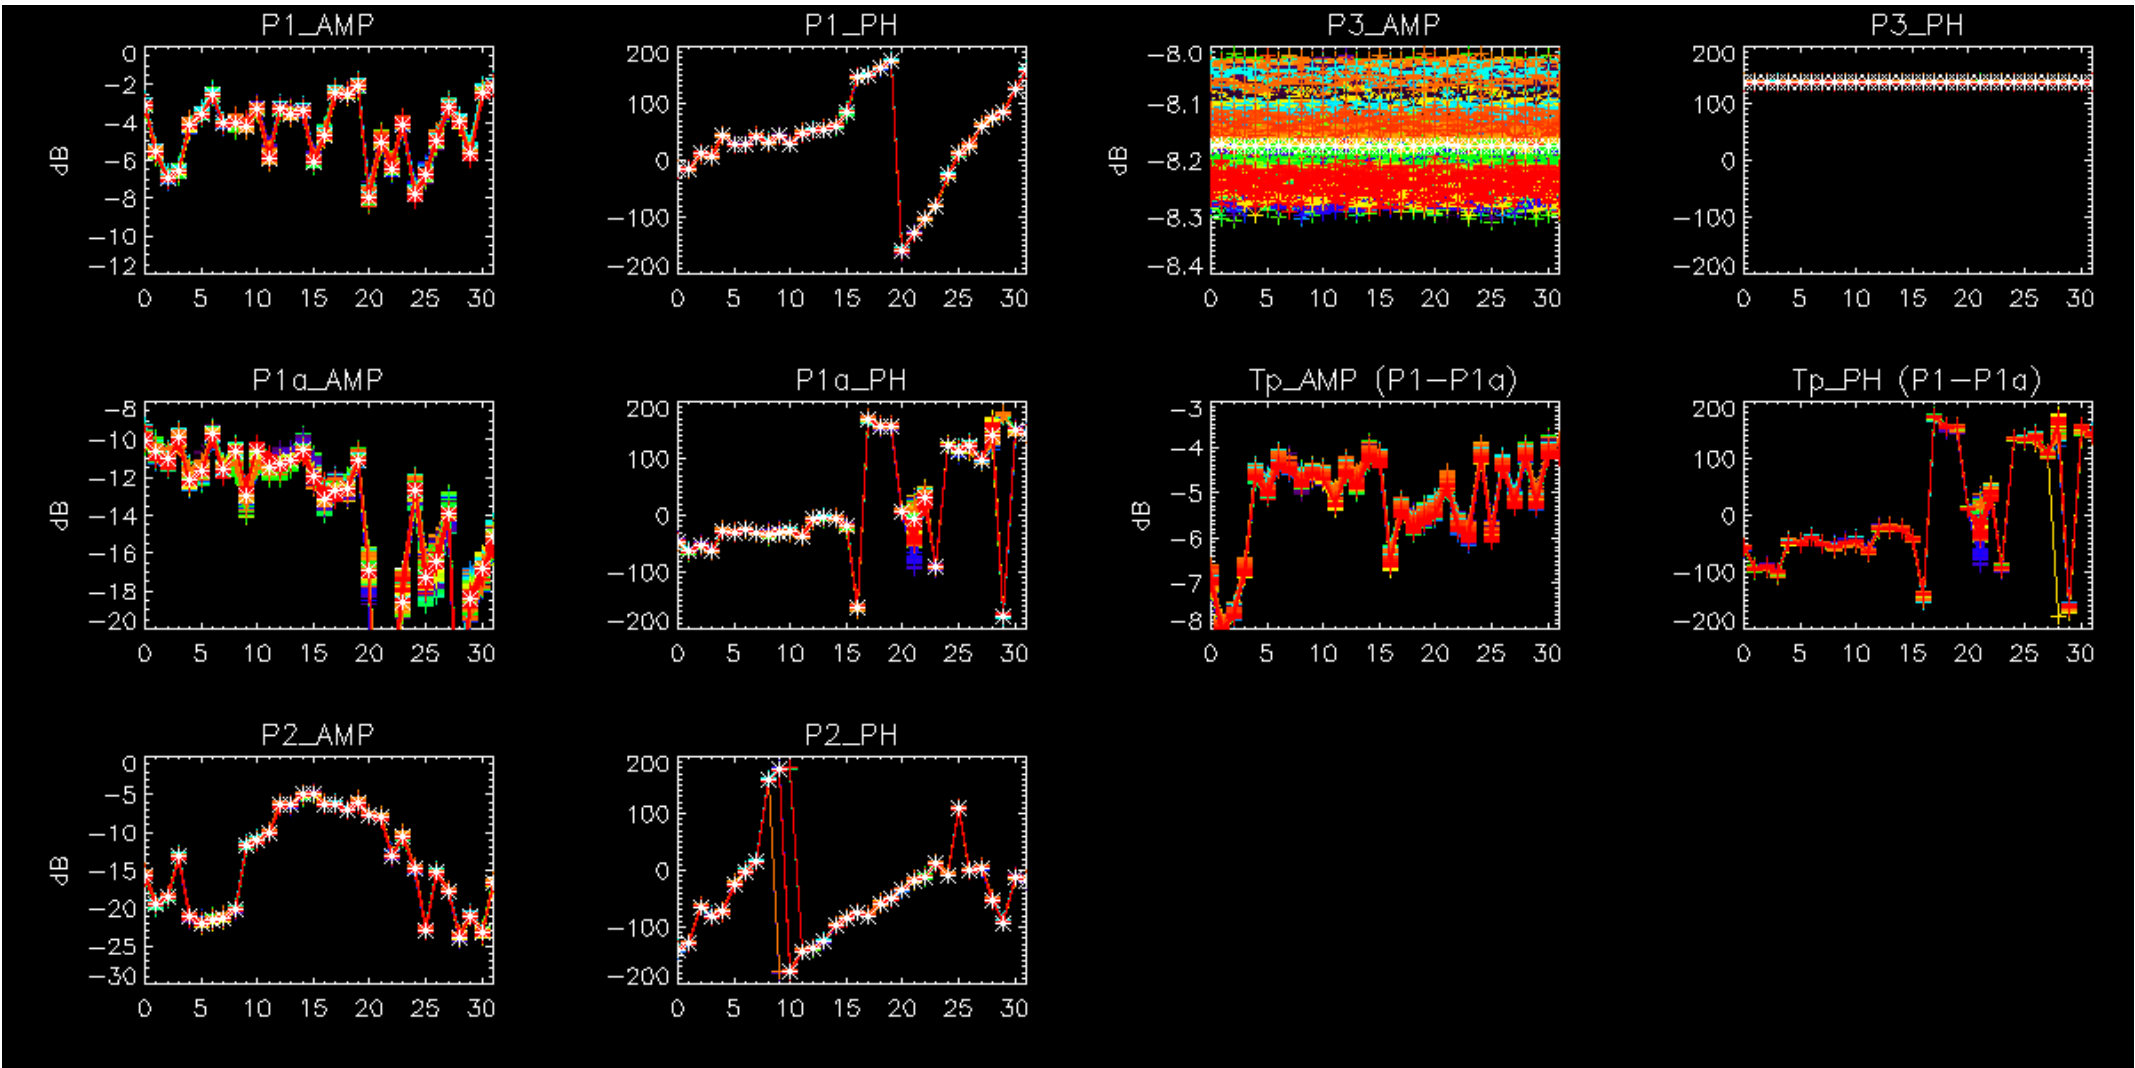 P1_AMP
0
−2
−4
−6
−8
−10
−12
dB
0 5 10 15 20 25 30
P1_PH
200
100
0
−100
−200
0 5 10 15 20 25 30
P3_AMP
−8.0
−8.1
−8.2
−8.3
−8.4
dB
0 5 10 15 20 25 30
P3_PH
200
100
0
−100
−200
0 5 10 15 20 25 30
P1a_AMP
−8
−10
−12
−14
−16
−18
−20
dB
0 5 10 15 20 25 30
P1a_PH
200
100
0
−100
−200
0 5 10 15 20 25 30
Tp_AMP (P1−P1a)
−3
−4
−5
−6
−7
−8
dB
0 5 10 15 20 25 30
Tp_PH (P1−P1a)
200
100
0
−100
−200
0 5 10 15 20 25 30
P2_AMP
0
−5
−10
−15
−20
−25
−30
dB
0 5 10 15 20 25 30
P2_PH
200
100
0
−100
−200
0 5 10 15 20 25 30